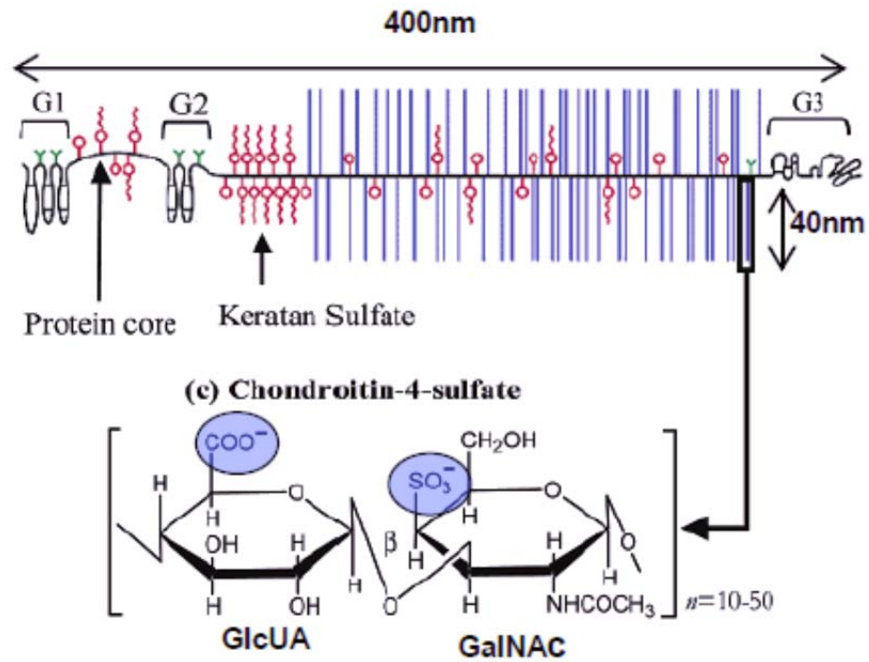 400nm
G1 G2 G3
40nm
Protein core Keratan Sulfate
(c) Chondroitin-4-sulfate
COO⁻ CH₂OH
SO₃⁻
H O O
H H
OH H β H H O
H
H OH O H NHCOCH₃ H n=10-50
GlcUA GalNAC